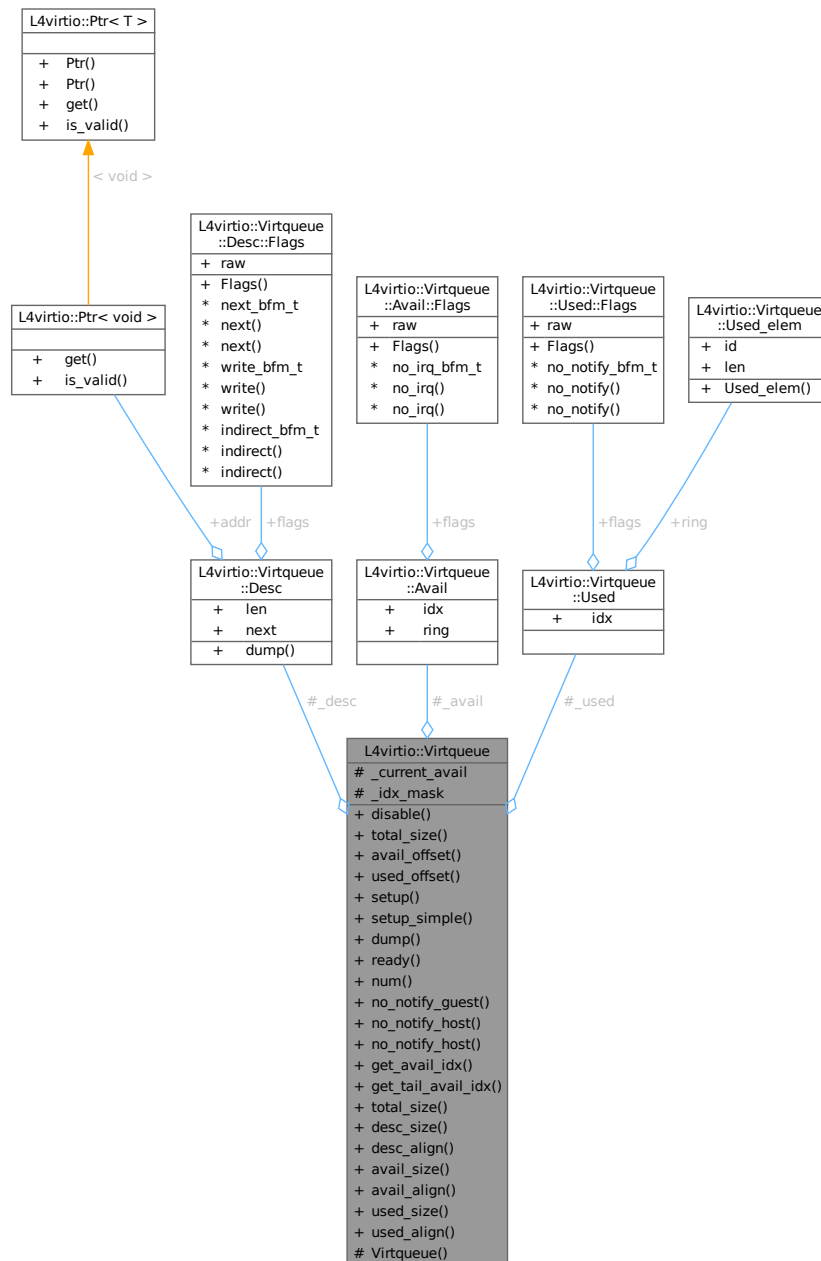 L4virtio::Ptr< T >
+ Ptr()
+ Ptr()
+ get()
+ is_valid()
< void >
L4virtio::Ptr< void >
+ get()
+ is_valid()
L4virtio::Virtqueue
::Desc::Flags
+ raw
+ Flags()
* next_bfm_t
* next()
* next()
* write_bfm_t
* write()
* write()
* indirect_bfm_t
* indirect()
* indirect()
L4virtio::Virtqueue
::Avail::Flags
+ raw
+ Flags()
* no_irq_bfm_t
* no_irq()
* no_irq()
L4virtio::Virtqueue
::Used::Flags
+ raw
+ Flags()
* no_notify_bfm_t
* no_notify()
* no_notify()
L4virtio::Virtqueue
::Used_elem
+ id
+ len
+ Used_elem()
+addr
+flags
+flags
+flags
+ring
L4virtio::Virtqueue
::Desc
+ len
+ next
+ dump()
L4virtio::Virtqueue
::Avail
+ idx
+ ring
L4virtio::Virtqueue
::Used
+ idx
#_desc
#_avail
#_used
L4virtio::Virtqueue
# _current_avail
# _idx_mask
+ disable()
+ total_size()
+ avail_offset()
+ used_offset()
+ setup()
+ setup_simple()
+ dump()
+ ready()
+ num()
+ no_notify_guest()
+ no_notify_host()
+ no_notify_host()
+ get_avail_idx()
+ get_tail_avail_idx()
+ total_size()
+ desc_size()
+ desc_align()
+ avail_size()
+ avail_align()
+ used_size()
+ used_align()
# Virtqueue()